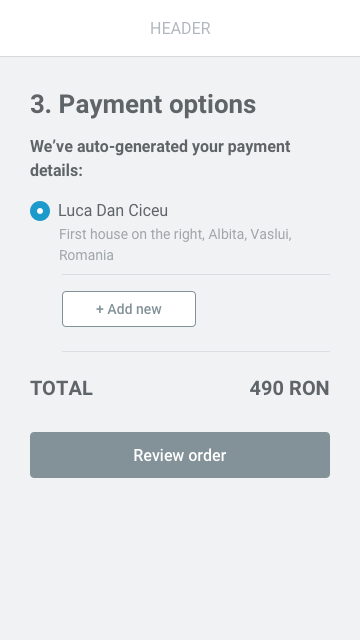 HEADER
3. Payment options
We’ve auto-generated your payment
details:
Luca Dan Ciceu
First house on the right, Albita, Vaslui,
Romania
+ Add new
TOTAL 490 RON
Review order